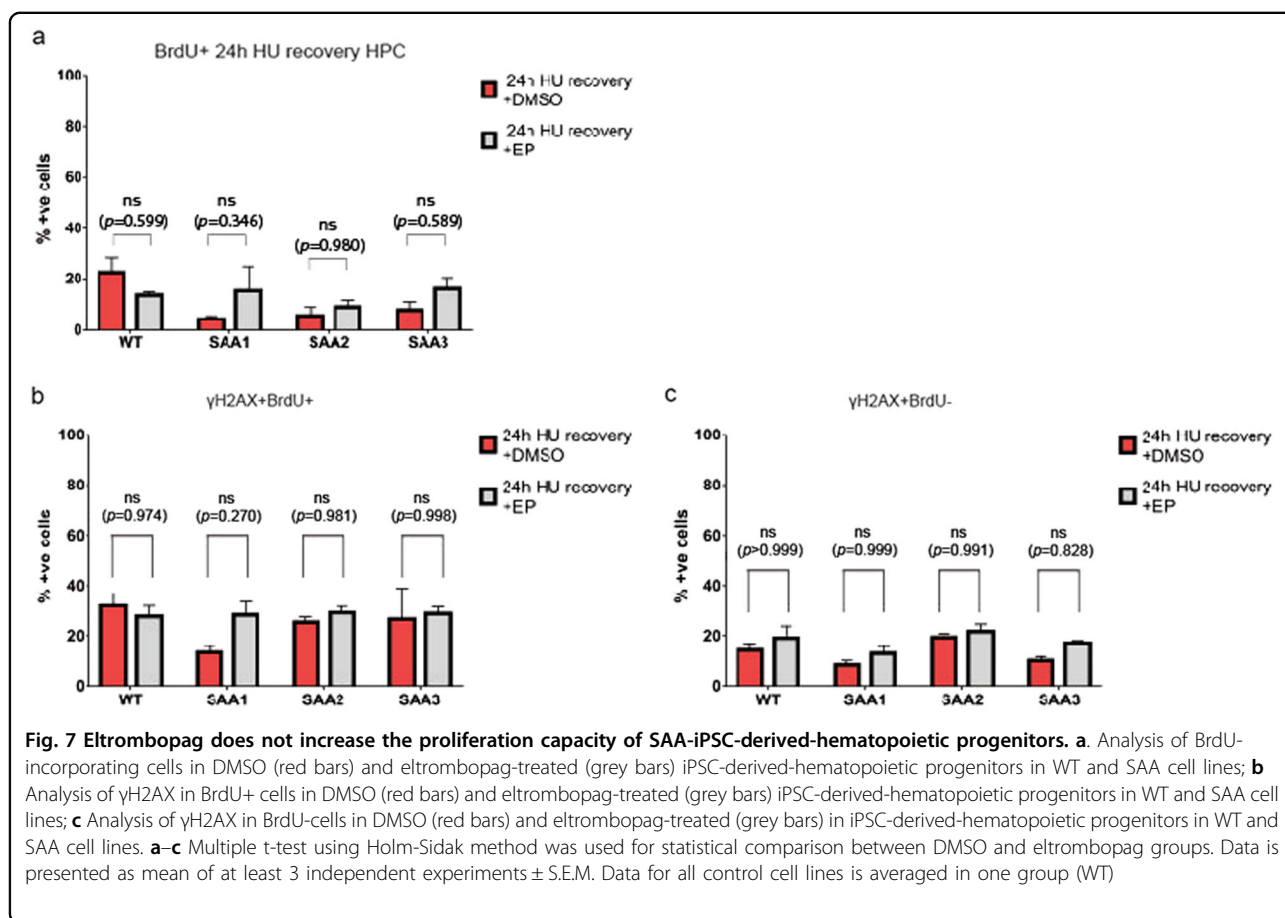 a
BrdU+ 24h HU recovery HPC
24h HU recovery
+DMSO
24h HU recovery
+EP
% +ve cells
100
80
60
40
20
0
ns
(p=0.599)
ns
(p=0.346)
ns
(p=0.980)
ns
(p=0.589)
WT
SAA1
SAA2
SAA3
b
γH2AX+BrdU+
24h HU recovery
+DMSO
24h HU recovery
+EP
% +ve cells
100
80
60
40
20
0
ns
(p=0.974)
ns
(p=0.270)
ns
(p=0.981)
ns
(p=0.998)
WT
SAA1
SAA2
SAA3
c
γH2AX+BrdU-
24h HU recovery
+DMSO
24h HU recovery
+EP
% +ve cells
100
80
60
40
20
0
ns
(p>0.999)
ns
(p=0.999)
ns
(p=0.991)
ns
(p=0.828)
WT
SAA1
SAA2
SAA3
Fig. 7 Eltrombopag does not increase the proliferation capacity of SAA-iPSC-derived-hematopoietic progenitors. a. Analysis of BrdU-
incorporating cells in DMSO (red bars) and eltrombopag-treated (grey bars) iPSC-derived-hematopoietic progenitors in WT and SAA cell lines; b
Analysis of γH2AX in BrdU+ cells in DMSO (red bars) and eltrombopag-treated (grey bars) iPSC-derived-hematopoietic progenitors in WT and SAA cell
lines; c Analysis of γH2AX in BrdU-cells in DMSO (red bars) and eltrombopag-treated (grey bars) in iPSC-derived-hematopoietic progenitors in WT and
SAA cell lines. a–c Multiple t-test using Holm-Sidak method was used for statistical comparison between DMSO and eltrombopag groups. Data is
presented as mean of at least 3 independent experiments ± S.E.M. Data for all control cell lines is averaged in one group (WT)